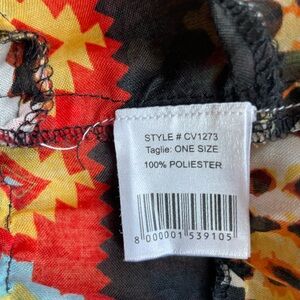 STYLE # CV1273
Taglie: ONE SIZE
100% POLIESTER
8 000001 539105